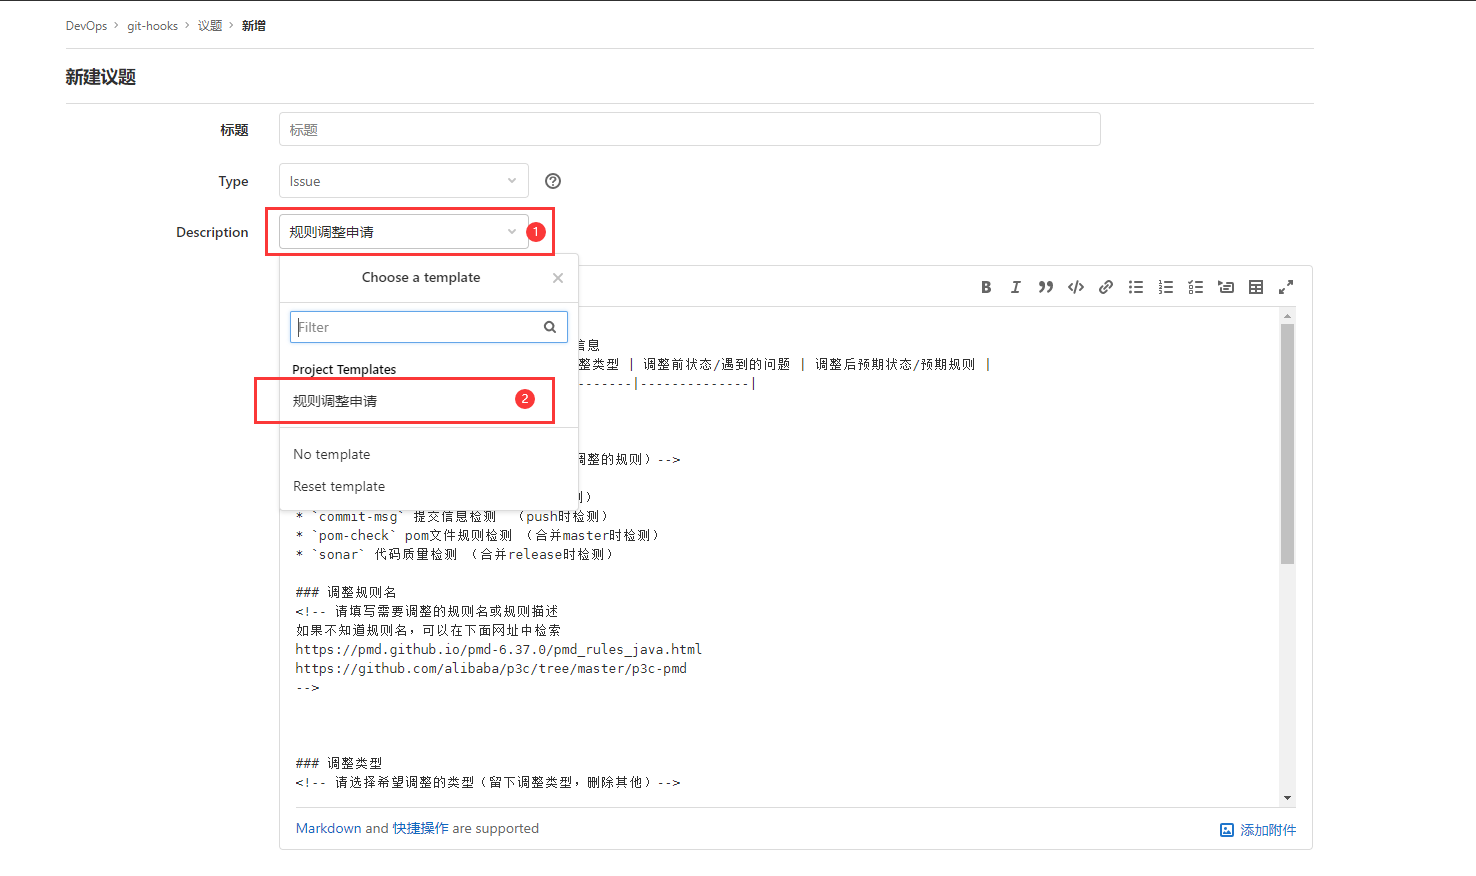 DevOps > git-hooks > 议题 > 新增
新建议题
标题 标题
Type Issue
Description 规则调整申请 1
Choose a template
Filter
Project Templates
规则调整申请 2
No template
Reset template
信息
整类型 | 调整前状态/遇到的问题 | 调整后预期状态/预期规则 |
-------|--------------|
调整的规则）-->
）
* `commit-msg` 提交信息检测 （push时检测）
* `pom-check` pom文件规则检测 （合并master时检测）
* `sonar` 代码质量检测 （合并release时检测）
### 调整规则名
<!-- 请填写需要调整的规则名或规则描述
如果不知道规则名，可以在下面网址中检索
https://pmd.github.io/pmd-6.37.0/pmd_rules_java.html
https://github.com/alibaba/p3c/tree/master/p3c-pmd
-->
### 调整类型
<!-- 请选择希望调整的类型（留下调整类型，删除其他）-->
Markdown and 快捷操作 are supported
添加附件